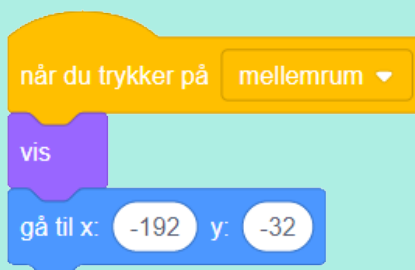 når du trykker på mellemrum
vis
gå til x: -192 y: -32